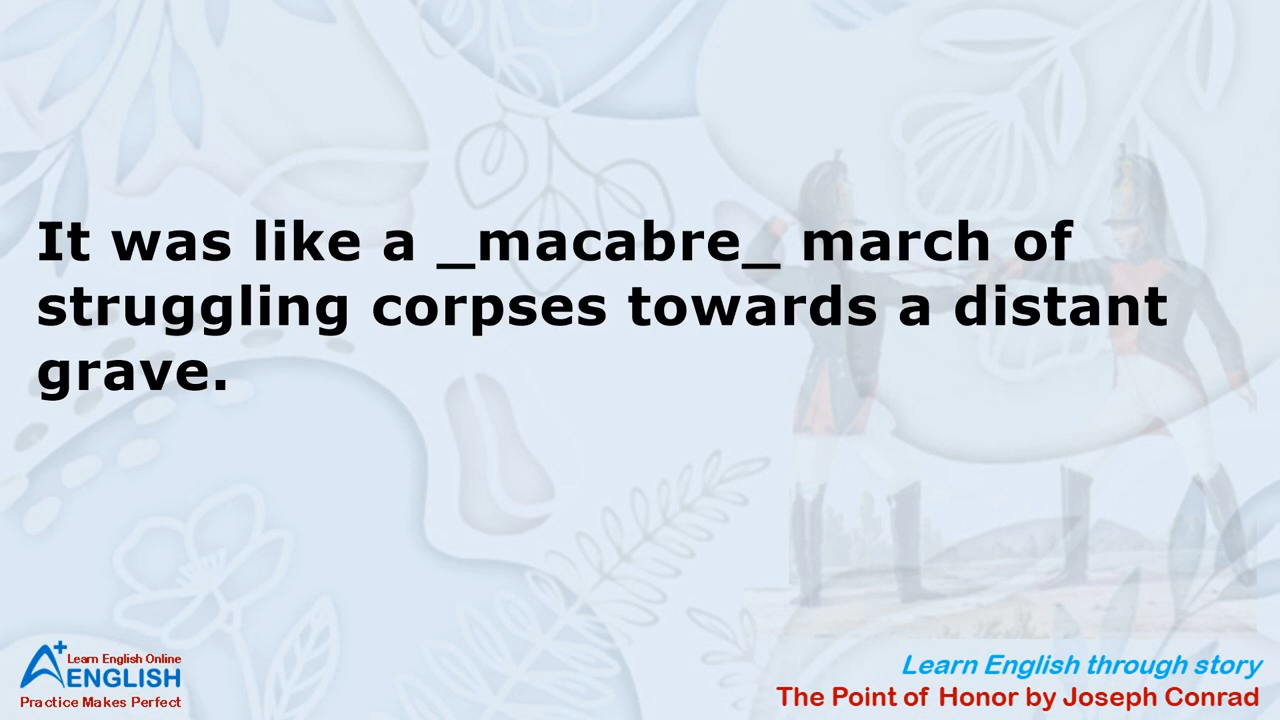 It was like a _macabre_ march of
struggling corpses towards a distant
grave.
A+
Learn English Online
ENGLISH
Practice Makes Perfect
Learn English through story
The Point of Honor by Joseph Conrad